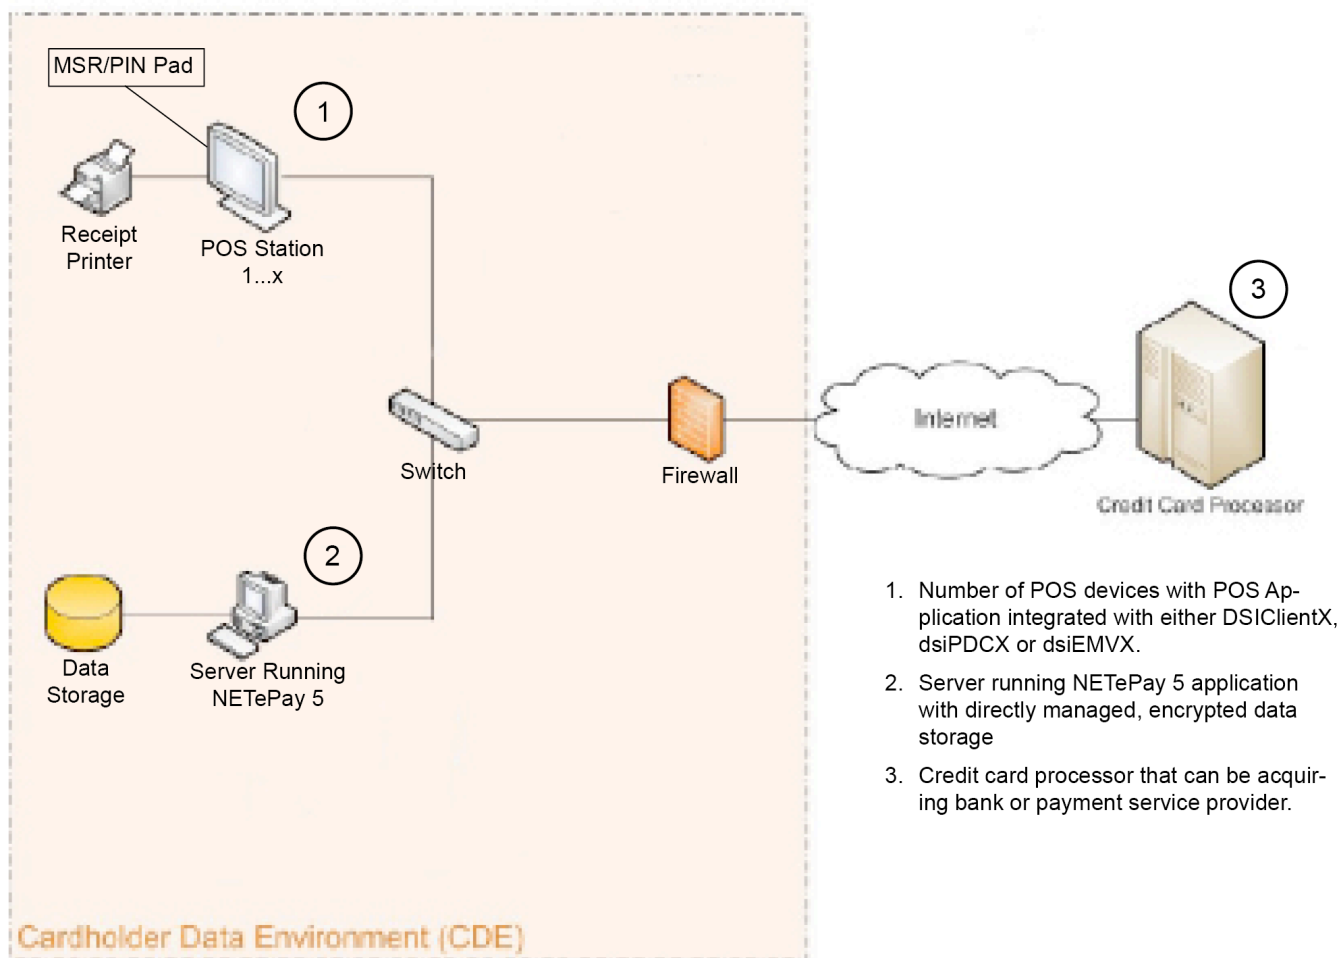 MSR/PIN Pad
1
Receipt
Printer
POS Station
1...x
3
Internet
Switch
Firewall
Credit Card Processor
2
Data
Storage
Server Running
NETePay 5
1. Number of POS devices with POS Ap-
plication integrated with either DSIClientX,
dsiPDCX or dsiEMVX.
2. Server running NETePay 5 application
with directly managed, encrypted data
storage
3. Credit card processor that can be acquir-
ing bank or payment service provider.
Cardholder Data Environment (CDE)